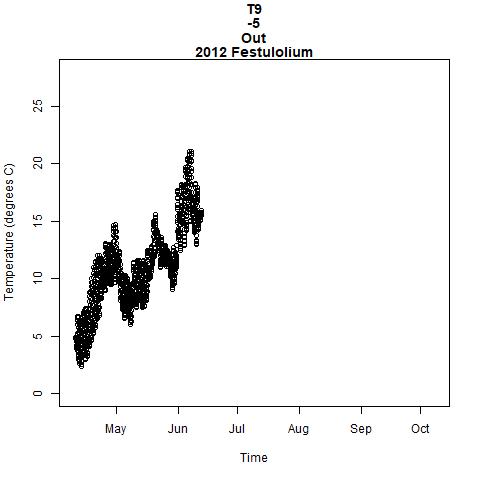 T9
-5
Out
2012 Festulolium
Temperature (degrees C)
25
20
15
10
5
0
May Jun Jul Aug Sep Oct
Time